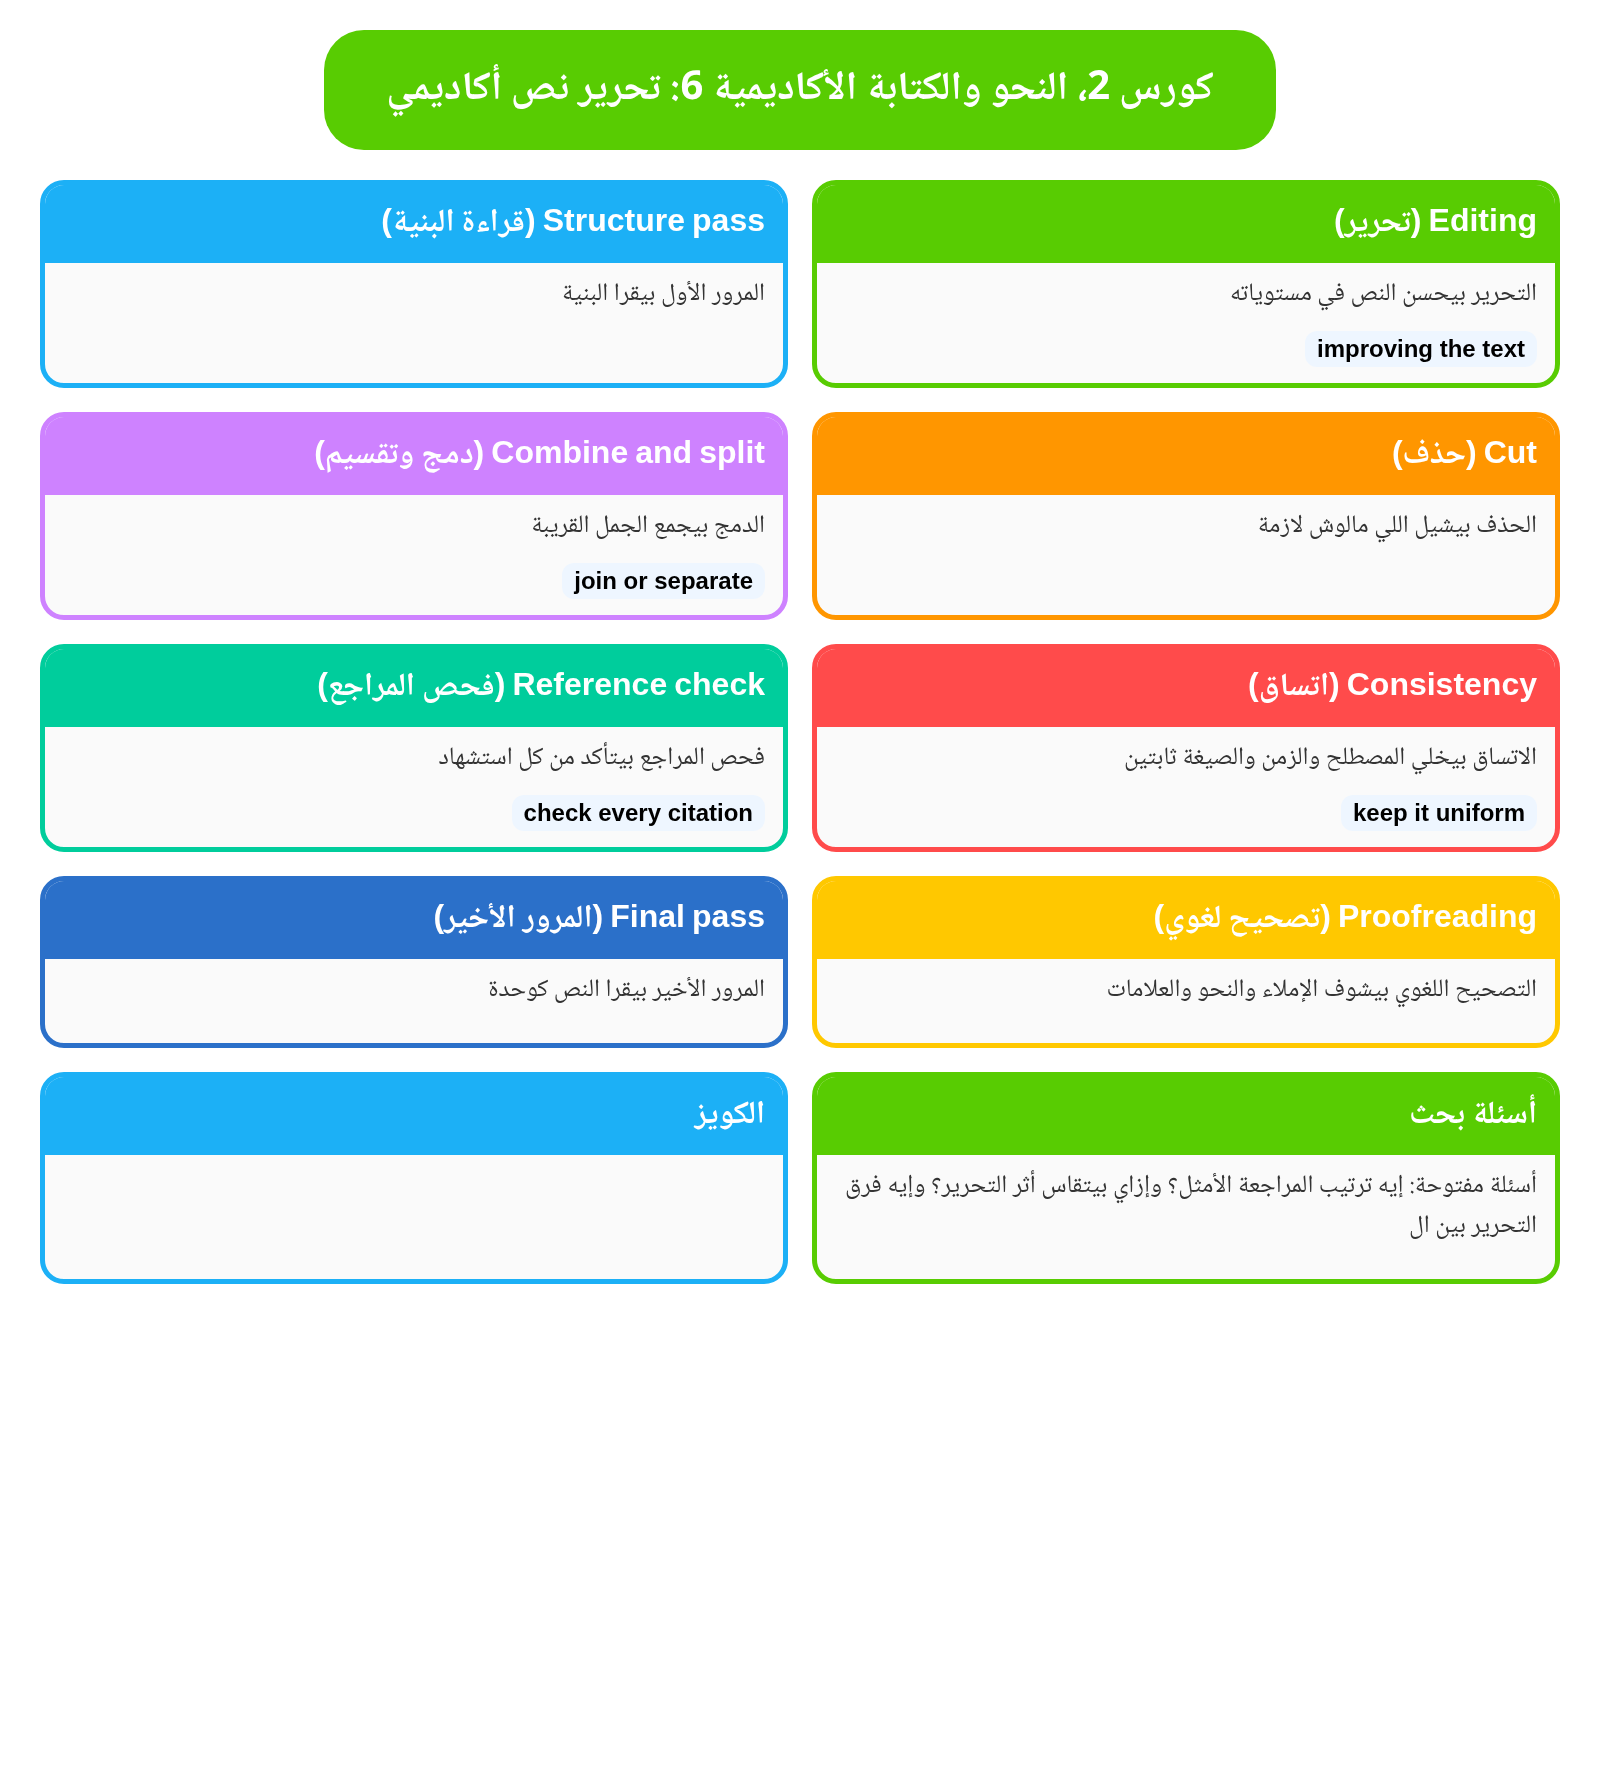 كورس 2، النحو والكتابة الأكاديمية 6: تحرير نص أكاديمي
Editing (تحرير)
التحرير بيحسن النص في مستوياته
improving the text
Structure pass (قراءة البنية)
المرور الأول بيقرا البنية
Cut (حذف)
الحذف بيشيل اللي مالوش لازمة
Combine and split (دمج وتقسيم)
الدمج بيجمع الجمل القريبة
join or separate
Consistency (اتساق)
الاتساق بيخلي المصطلح والزمن والصيغة ثابتين
keep it uniform
Reference check (فحص المراجع)
فحص المراجع بيتأكد من كل استشهاد
check every citation
Proofreading (تصحيح لغوي)
التصحيح اللغوي بيشوف الإملاء والنحو والعلامات
Final pass (المرور الأخير)
المرور الأخير بيقرا النص كوحدة
أسئلة بحث
أسئلة مفتوحة: إيه ترتيب المراجعة الأمثل؟ وإزاي بيتقاس أثر التحرير؟ وإيه فرق
التحرير بين ال
الكويز